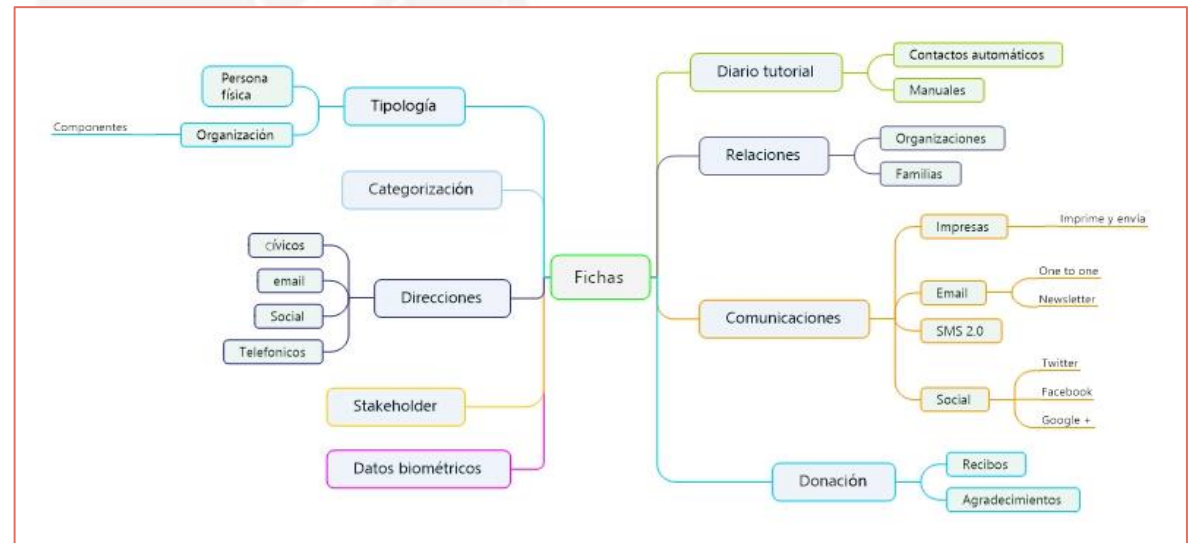 Persona
física
Tipología
Componentes
Organización
Categorización
cívicos
email
Direcciones
Social
Telefonicos
Stakeholder
Datos biométricos
Fichas
Diario tutorial
Contactos automáticos
Manuales
Relaciones
Organizaciones
Familias
Comunicaciones
Impresas
Imprime y envía
Email
One to one
Newsletter
SMS 2.0
Social
Twitter
Facebook
Google +
Donación
Recibos
Agradecimientos